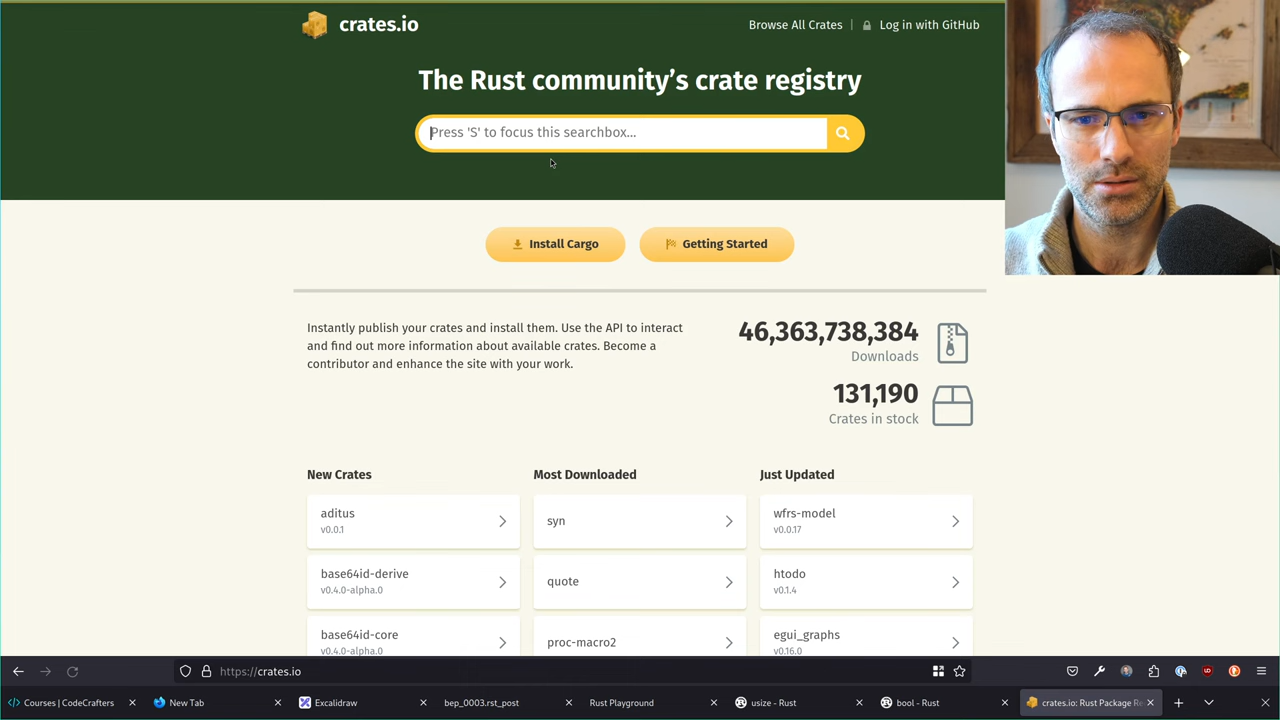 crates.io
Browse All Crates
Log in with GitHub
The Rust community's crate registry
Press 'S' to focus this searchbox...
Install Cargo
Getting Started
Instantly publish your crates and install them. Use the API to interact
and find out more information about available crates. Become a
contributor and enhance the site with your work.
46,363,738,384
Downloads
131,190
Crates in stock
New Crates
aditus
v0.0.1
base64id-derive
v0.4.0-alpha.0
base64id-core
v0.4.0-alpha.0
Most Downloaded
syn
quote
proc-macro2
Just Updated
wfrs-model
v0.0.17
htodo
v0.1.4
egui_graphs
v0.16.0
https://crates.io
Courses | CodeCrafters
New Tab
Excalidraw
bep_0003.rst_post
Rust Playground
usize - Rust
bool - Rust
crates.io: Rust Package Re